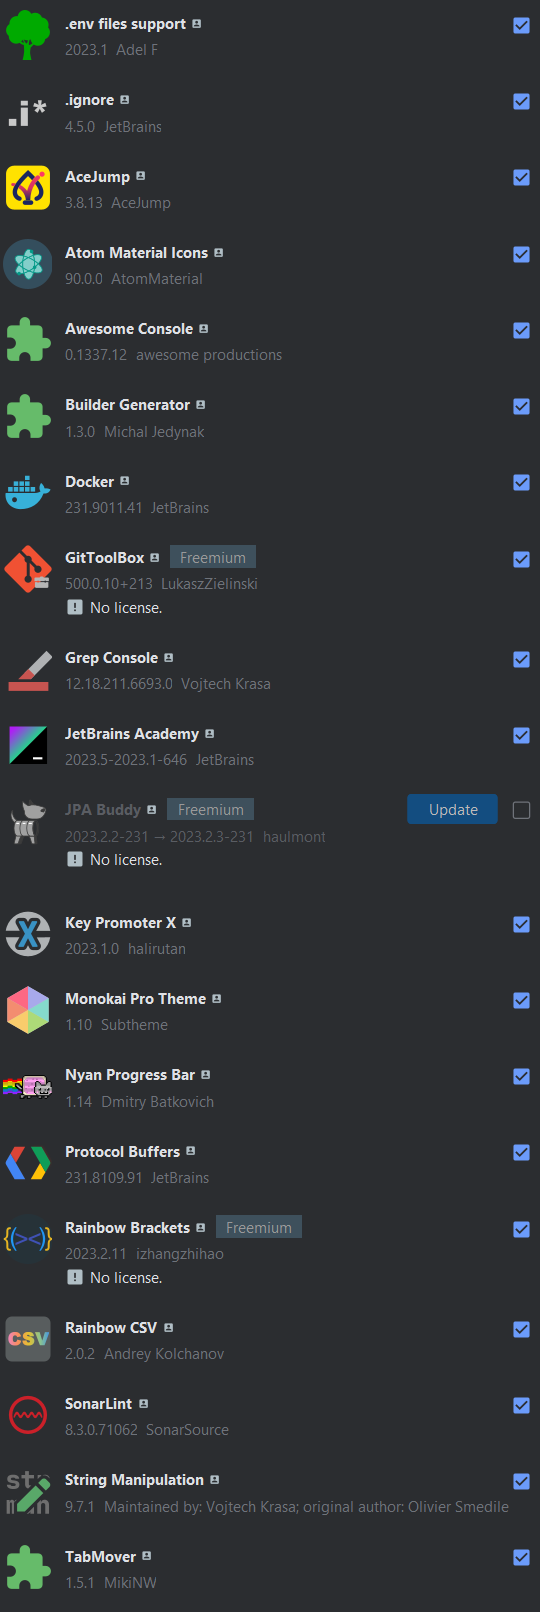 .env files support
2023.1 Adel F
.i*
.ignore
4.5.0 JetBrains
AceJump
3.8.13 AceJump
Atom Material Icons
90.0.0 AtomMaterial
Awesome Console
0.1337.12 awesome productions
Builder Generator
1.3.0 Michal Jedynak
Docker
231.9011.41 JetBrains
GitToolBox Freemium
500.0.10+213 LukaszZielinski
! No license.
Grep Console
12.18.211.6693.0 Vojtech Krasa
JetBrains Academy
2023.5-2023.1-646 JetBrains
JPA Buddy Freemium Update
2023.2.2-231 → 2023.2.3-231 haulmont
! No license.
X
Key Promoter X
2023.1.0 halirutan
Monokai Pro Theme
1.10 Subtheme
Nyan Progress Bar
1.14 Dmitry Batkovich
Protocol Buffers
231.8109.91 JetBrains
Rainbow Brackets Freemium
{(><)}
2023.2.11 izhangzhihao
! No license.
Rainbow CSV
CSV
2.0.2 Andrey Kolchanov
SonarLint
8.3.0.71062 SonarSource
String Manipulation
9.7.1 Maintained by: Vojtech Krasa; original author: Olivier Smedile
TabMover
1.5.1 MikiNW